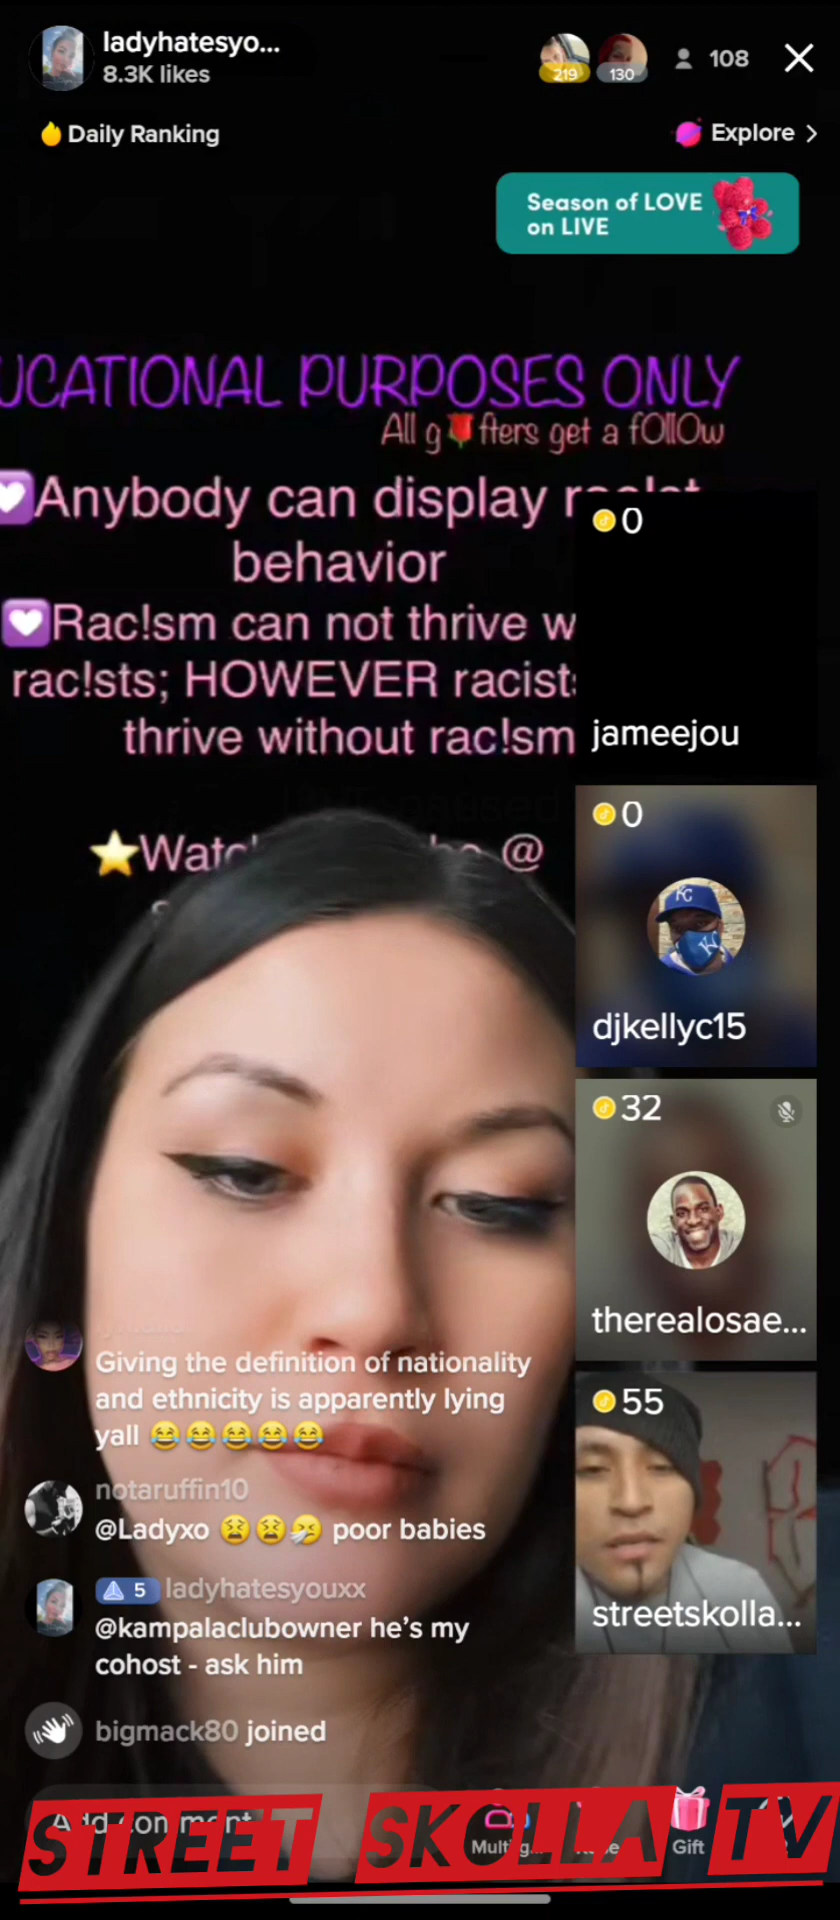 ladyhatesyo...
8.3K likes
219
130
108
Daily Ranking
Explore >
Season of LOVE
on LIVE
UCATIONAL PURPOSES ONLY
All g🌹fters get a fOllOw
💟Anybody can display racist
behavior
💟Rac!sm can not thrive w
rac!sts; HOWEVER racists
thrive without rac!sm
⭐Watc
@
0
jameejou
0
djkellyc15
32
therealosae...
55
streetskolla...
Giving the definition of nationality
and ethnicity is apparently lying
yall 😂😂😂😂😂
notaruffin10
@Ladyxo 😫😫🤧 poor babies
5 ladyhatesyouxx
@kampalaclubowner he's my
cohost - ask him
bigmack80 joined
Add comment
Multi-g...
Gift
STREET SKOLLA TV